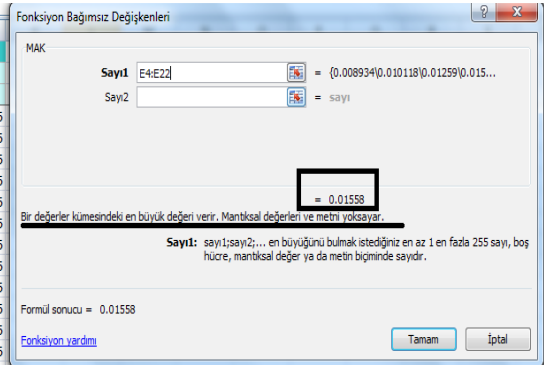 Fonksiyon Bağımsız Değişkenleri
MAK
Sayı1 E4:E22 = {0.008934\0.010118\0.01259\0.015...
Sayı2 = sayı
= 0.01558
Bir değerler kümesindeki en büyük değeri verir. Mantıksal değerleri ve metni yoksayar.
Sayı1: sayı1;sayı2;... en büyüğünü bulmak istediğiniz en az 1 en fazla 255 sayı, boş
hücre, mantıksal değer ya da metin biçiminde sayıdır.
Formül sonucu = 0.01558
Fonksiyon yardımı
Tamam İptal